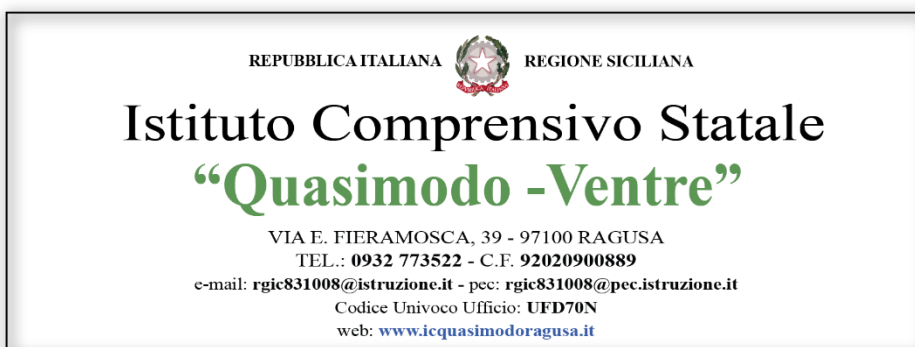 REPUBBLICA ITALIANA REGIONE SICILIANA
Istituto Comprensivo Statale
“Quasimodo -Ventre”
VIA E. FIERAMOSCA, 39 - 97100 RAGUSA
TEL.: 0932 773522 - C.F. 92020900889
e-mail: rgic831008@istruzione.it - pec: rgic831008@pec.istruzione.it
Codice Univoco Ufficio: UFD70N
web: www.icquasimodoragusa.it